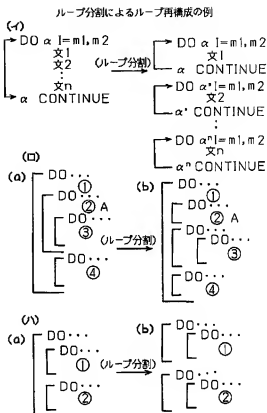 ループ分割によるループ再構成の例
(イ)
DO α I=m1,m2
文1
文2
⋮
文n
α CONTINUE
(ループ分割)
DO α I=m1,m2
文1
α CONTINUE
DO α' I=m1,m2
文2
α' CONTINUE
⋮
DO αⁿ I=m1,m2
文n
αⁿ CONTINUE
(ロ)
(a)
DO···
①
DO···
② A
DO···
③
DO···
④
(ループ分割)
(b)
DO···
①
DO···
② A
DO···
DO···
③
DO···
④
(ハ)
(a)
DO···
DO···
①
DO···
②
(ループ分割)
(b)
DO···
DO···
①
DO···
DO···
②